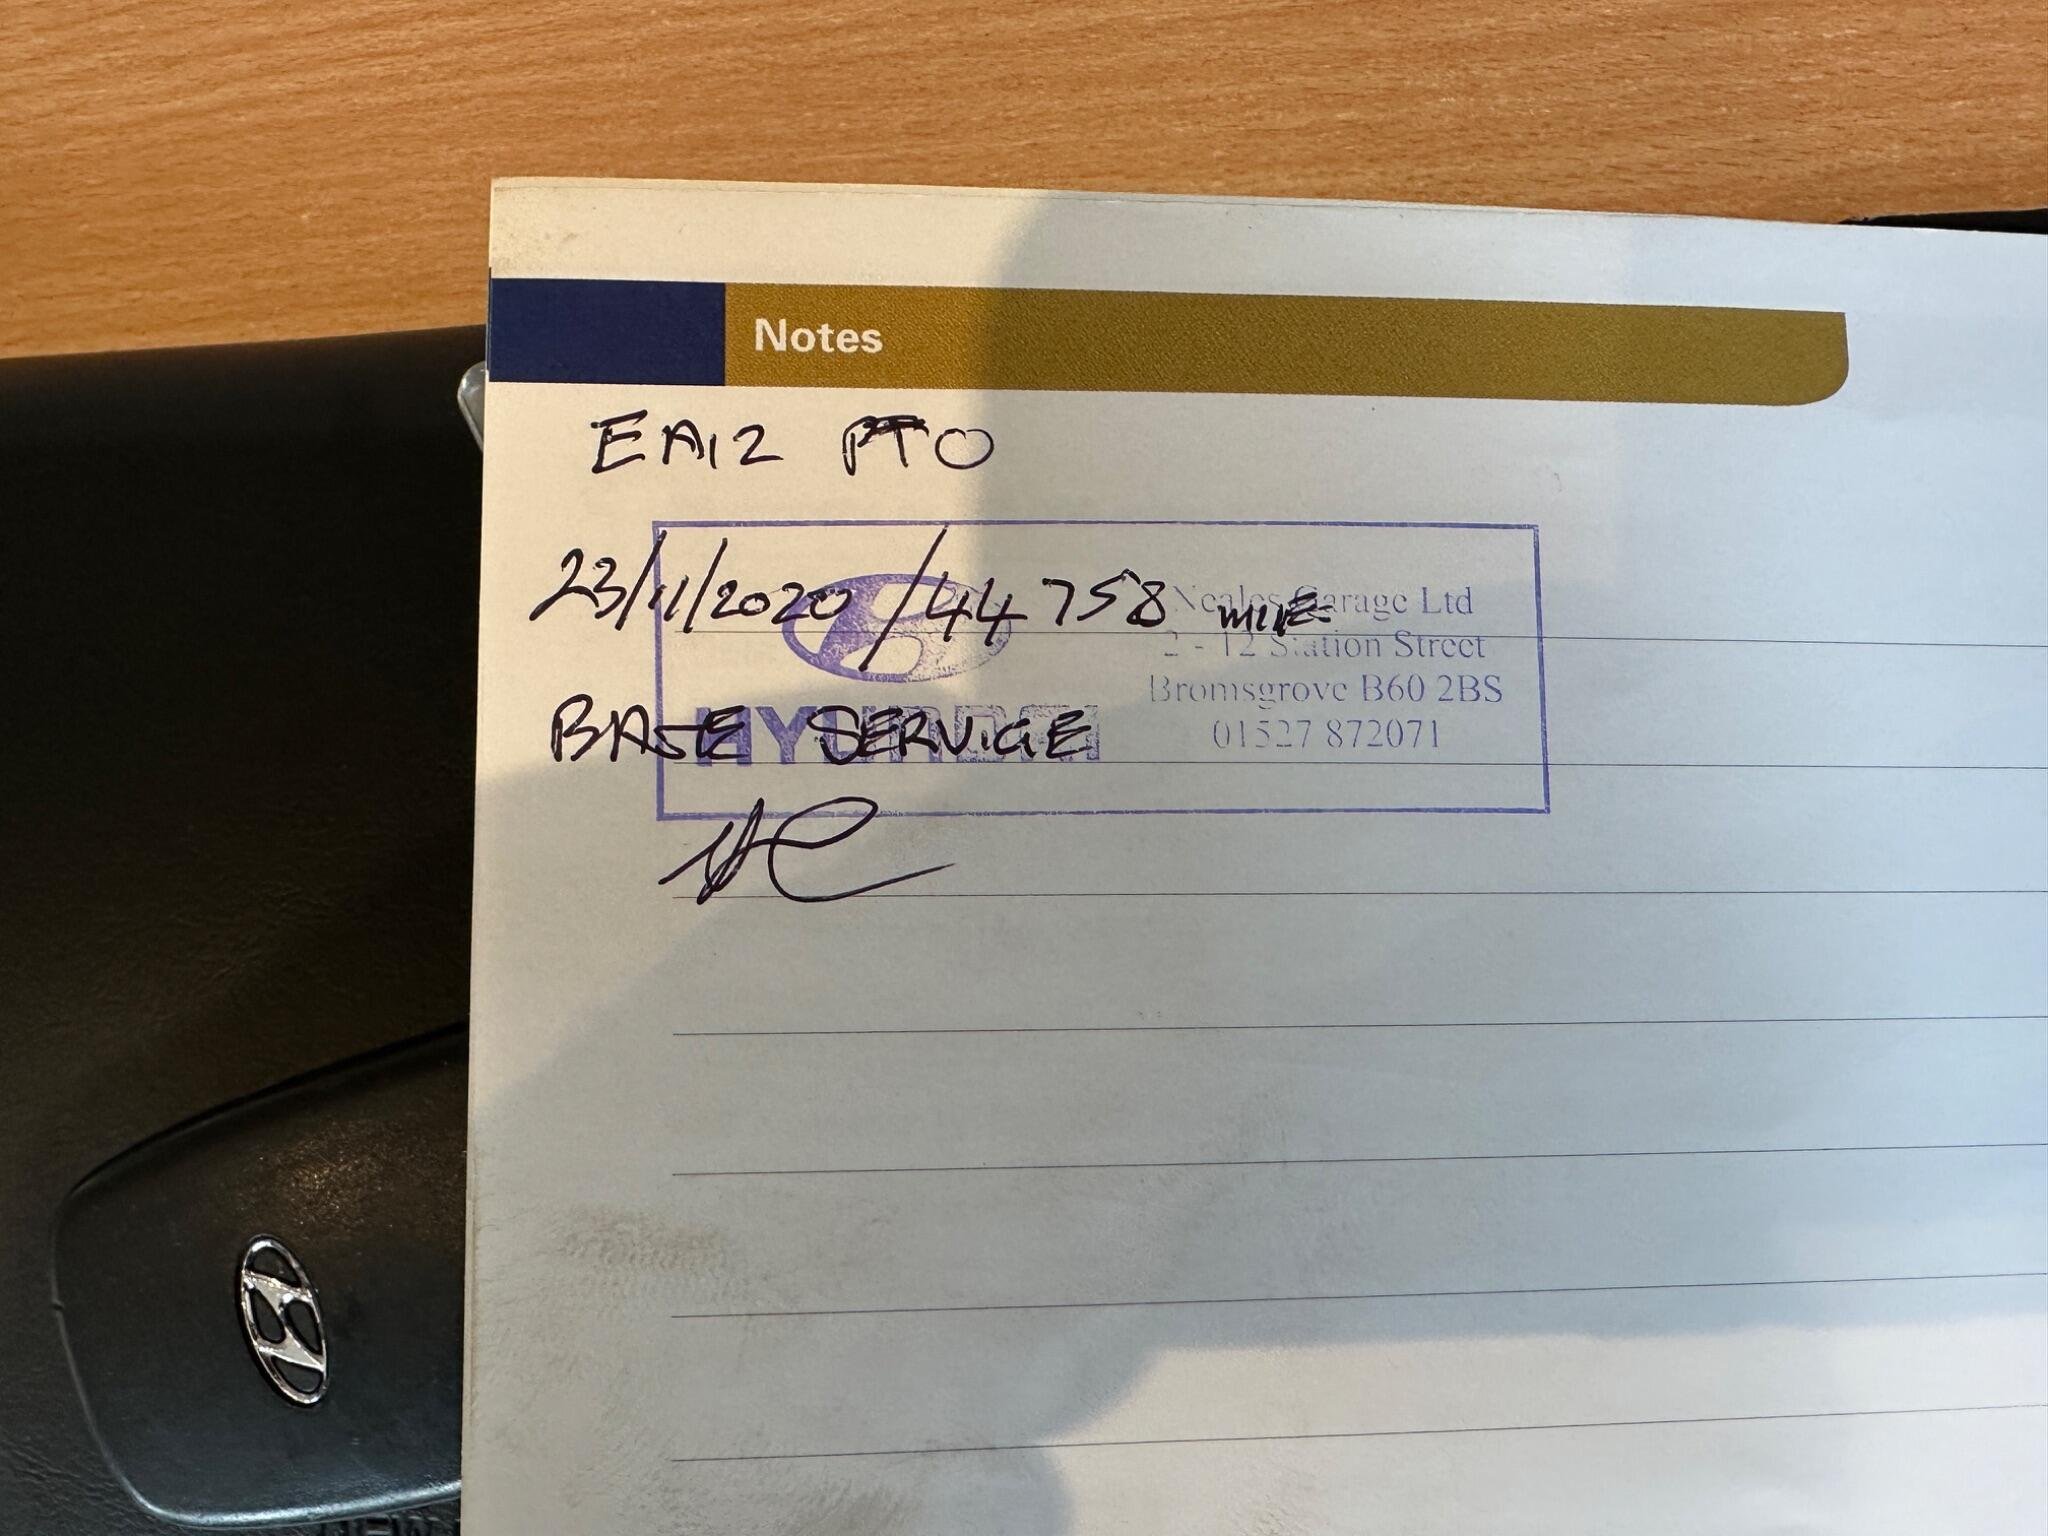 Notes
EA12 PTO
23/11/2020 / 44758 MILE
Neales Garage Ltd
2 - 12 Station Street
Bromsgrove B60 2BS
01527 872071
BASE SERVICE
HYUNDAI